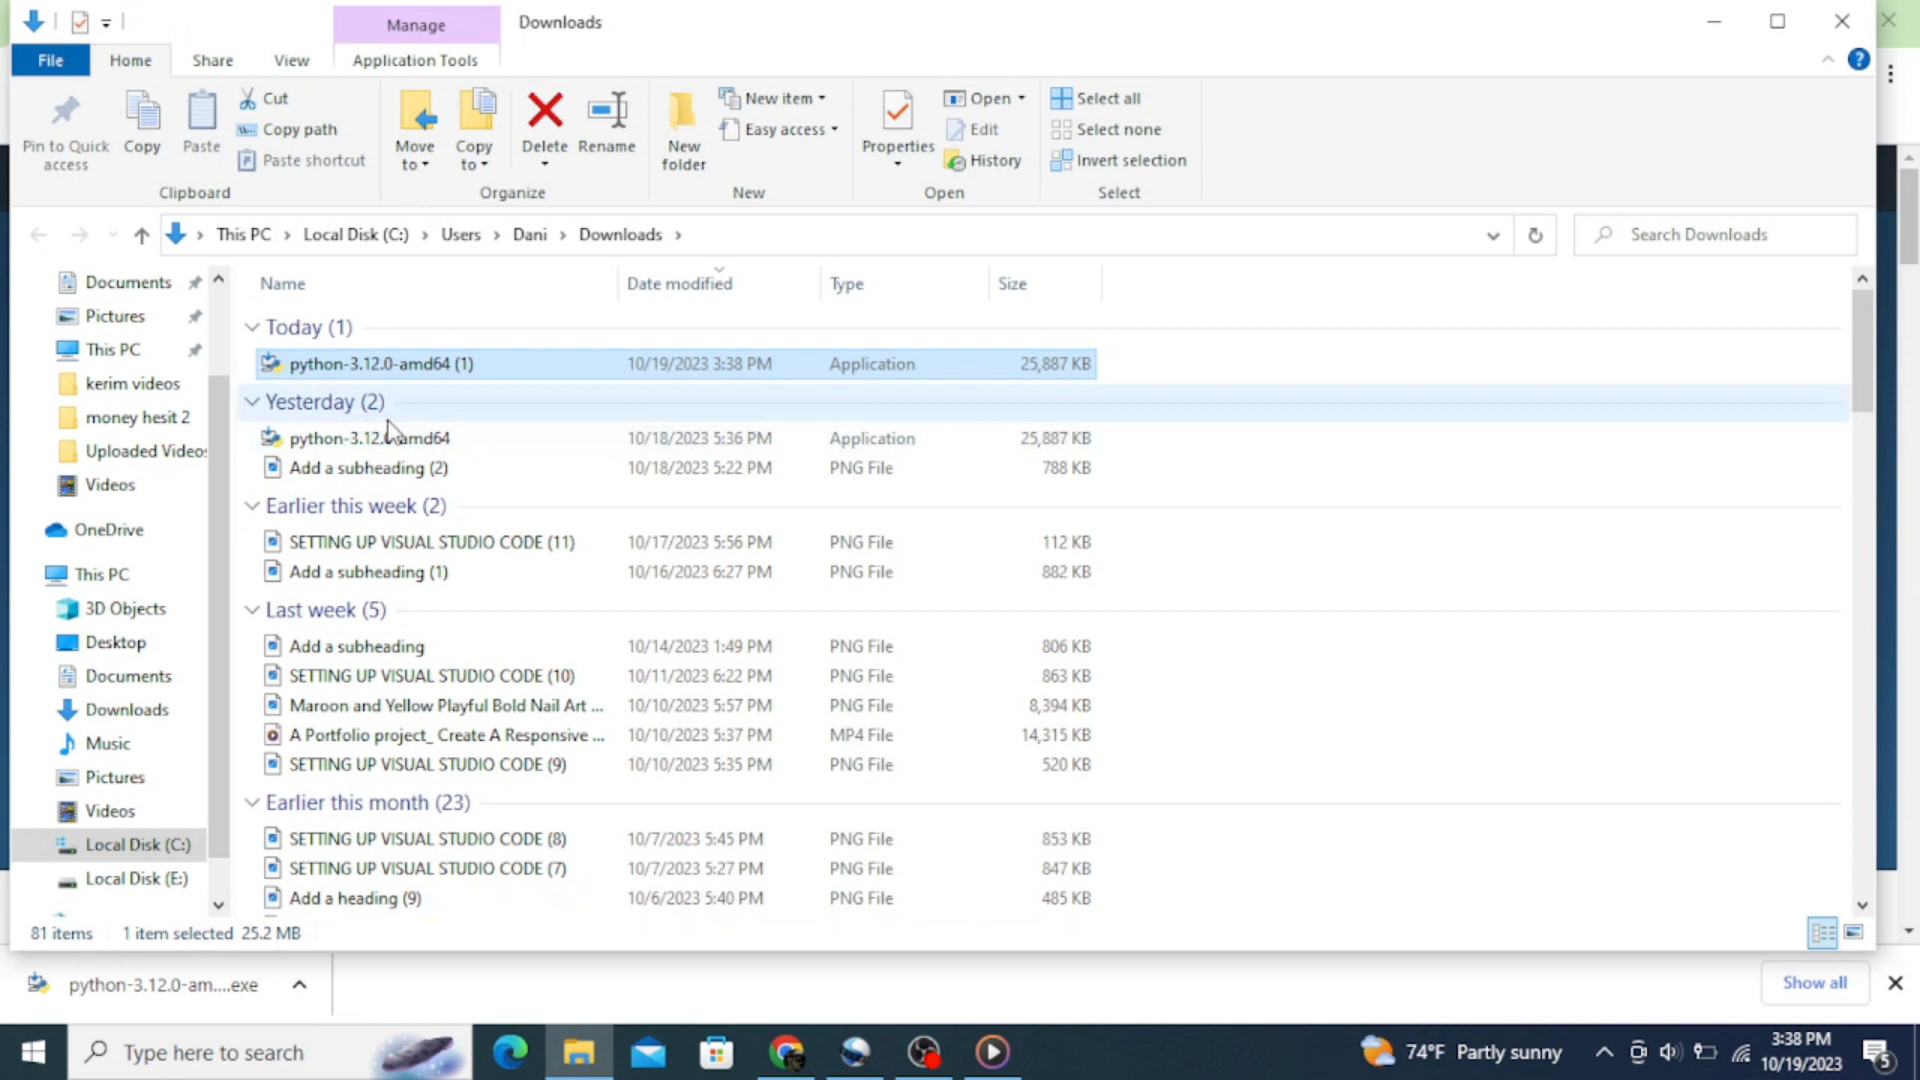 Manage Downloads
File Home Share View Application Tools
Pin to Quick access
Copy
Paste
Cut
Copy path
Paste shortcut
Clipboard
Move to
Copy to
Delete
Rename
Organize
New folder
New item
Easy access
New
Properties
Open
Edit
History
Open
Select all
Select none
Invert selection
Select
This PC > Local Disk (C:) > Users > Dani > Downloads >
Search Downloads
Documents
Pictures
This PC
kerim videos
money hesit 2
Uploaded Videos
Videos
OneDrive
This PC
3D Objects
Desktop
Documents
Downloads
Music
Pictures
Videos
Local Disk (C:)
Local Disk (E:)
Name Date modified Type Size
Today (1)
python-3.12.0-amd64 (1) 10/19/2023 3:38 PM Application 25,887 KB
Yesterday (2)
python-3.12.0-amd64 10/18/2023 5:36 PM Application 25,887 KB
Add a subheading (2) 10/18/2023 5:22 PM PNG File 788 KB
Earlier this week (2)
SETTING UP VISUAL STUDIO CODE (11) 10/17/2023 5:56 PM PNG File 112 KB
Add a subheading (1) 10/16/2023 6:27 PM PNG File 882 KB
Last week (5)
Add a subheading 10/14/2023 1:49 PM PNG File 806 KB
SETTING UP VISUAL STUDIO CODE (10) 10/11/2023 6:22 PM PNG File 863 KB
Maroon and Yellow Playful Bold Nail Art ... 10/10/2023 5:57 PM PNG File 8,394 KB
A Portfolio project_ Create A Responsive ... 10/10/2023 5:37 PM MP4 File 14,315 KB
SETTING UP VISUAL STUDIO CODE (9) 10/10/2023 5:35 PM PNG File 520 KB
Earlier this month (23)
SETTING UP VISUAL STUDIO CODE (8) 10/7/2023 5:45 PM PNG File 853 KB
SETTING UP VISUAL STUDIO CODE (7) 10/7/2023 5:27 PM PNG File 847 KB
Add a heading (9) 10/6/2023 5:40 PM PNG File 485 KB
81 items 1 item selected 25.2 MB
python-3.12.0-am....exe
Show all
Type here to search
74°F Partly sunny
3:38 PM
10/19/2023
5